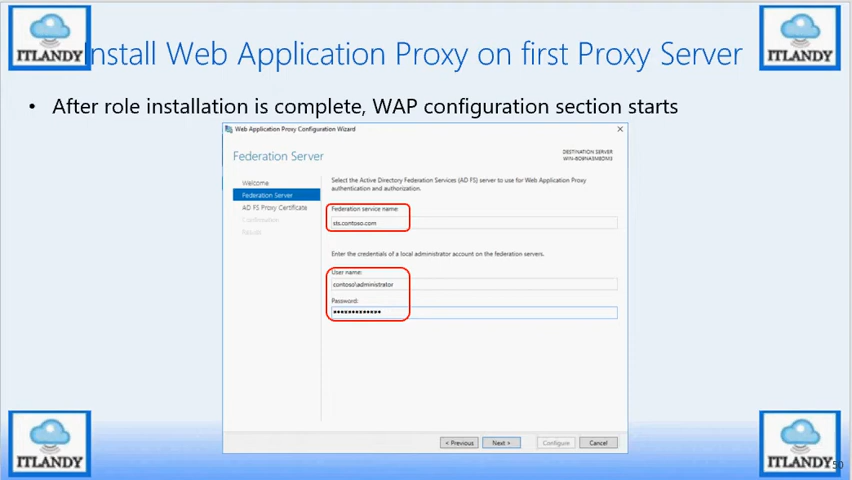 ITLANDY
ITLANDY
Install Web Application Proxy on first Proxy Server
• After role installation is complete, WAP configuration section starts
Web Application Proxy Configuration Wizard
Federation Server
DESTINATION SERVER
Welcome
Federation Server
AD FS Proxy Certificate
Confirmation
Results
Select the Active Directory Federation Services (AD FS) server to use for Web Application Proxy
authentication and authorization.
Federation service name:
sts.contoso.com
Enter the credentials of a local administrator account on the federation servers.
User name:
contoso\administrator
Password:
< Previous
Next >
Configure
Cancel
ITLANDY
ITLANDY
50